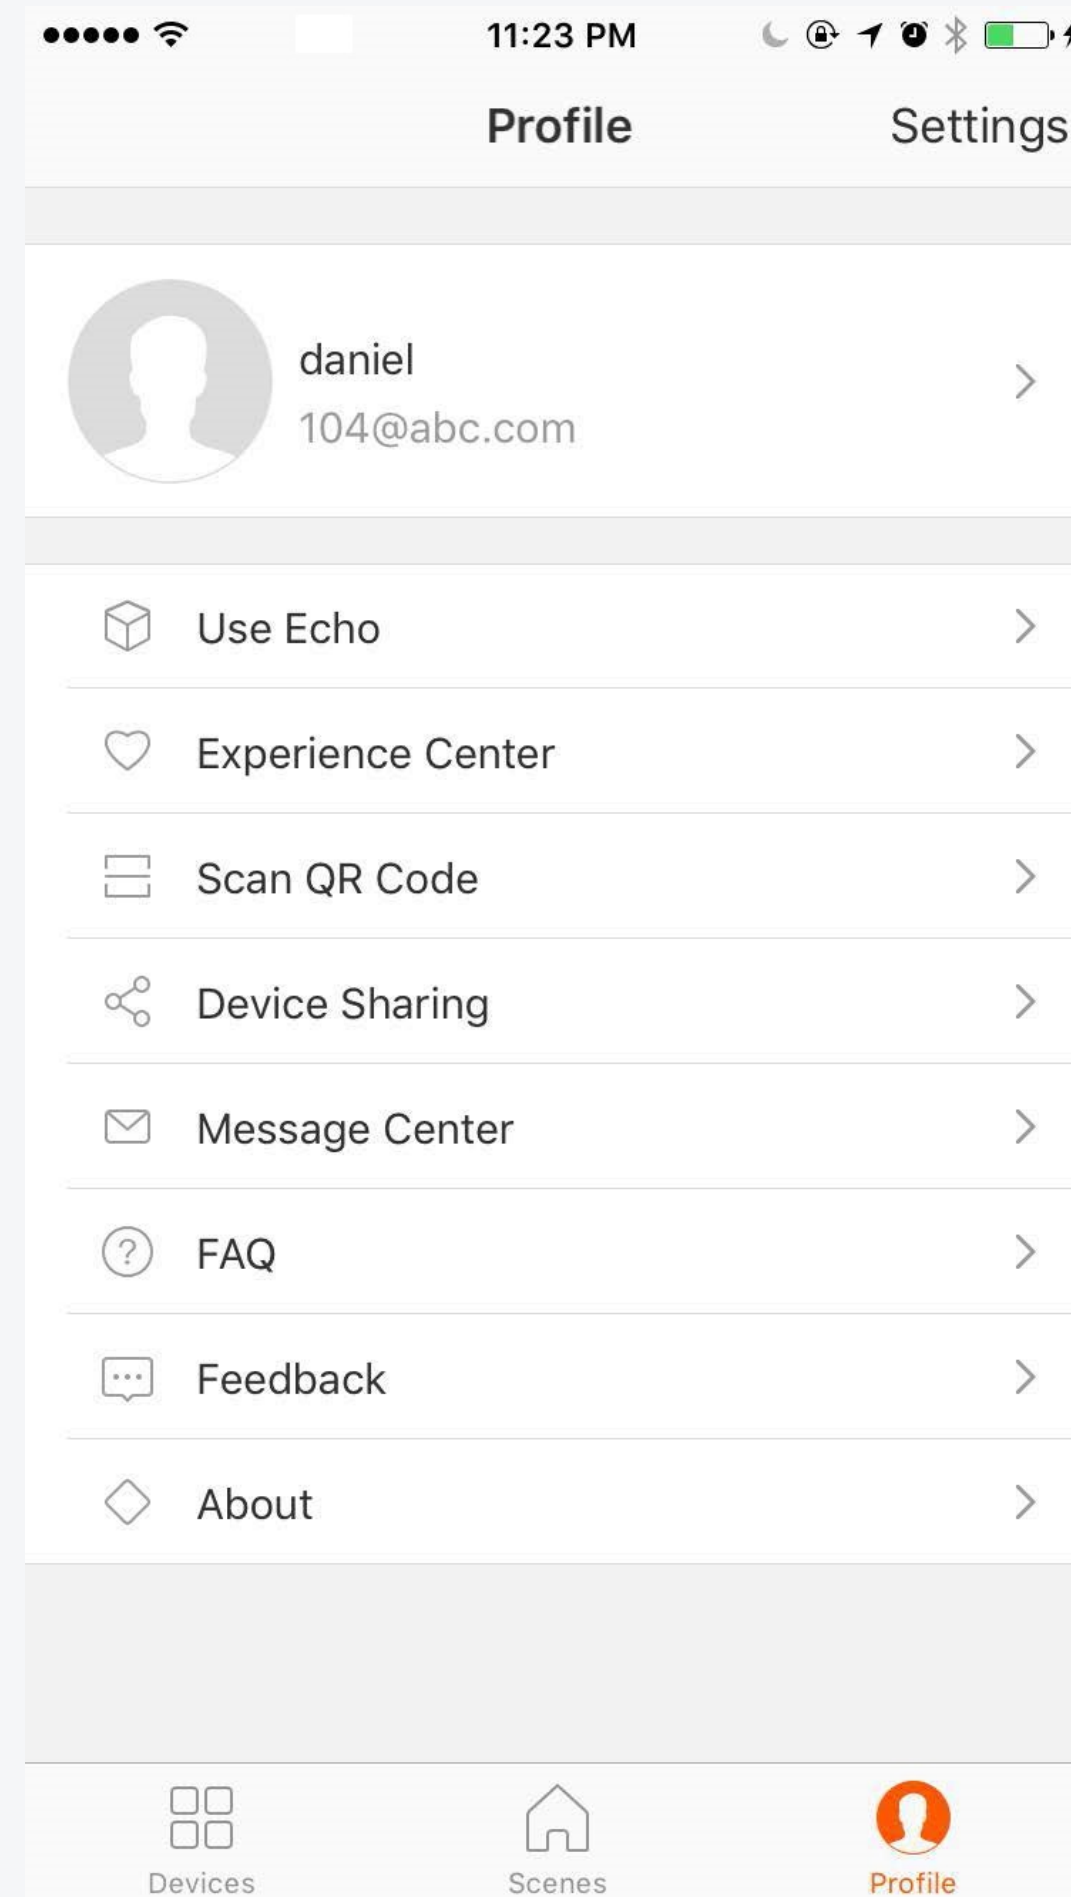 11:23 PM
Profile
Settings
daniel
104@abc.com
Use Echo
Experience Center
Scan QR Code
Device Sharing
Message Center
FAQ
Feedback
About
Devices
Scenes
Profile